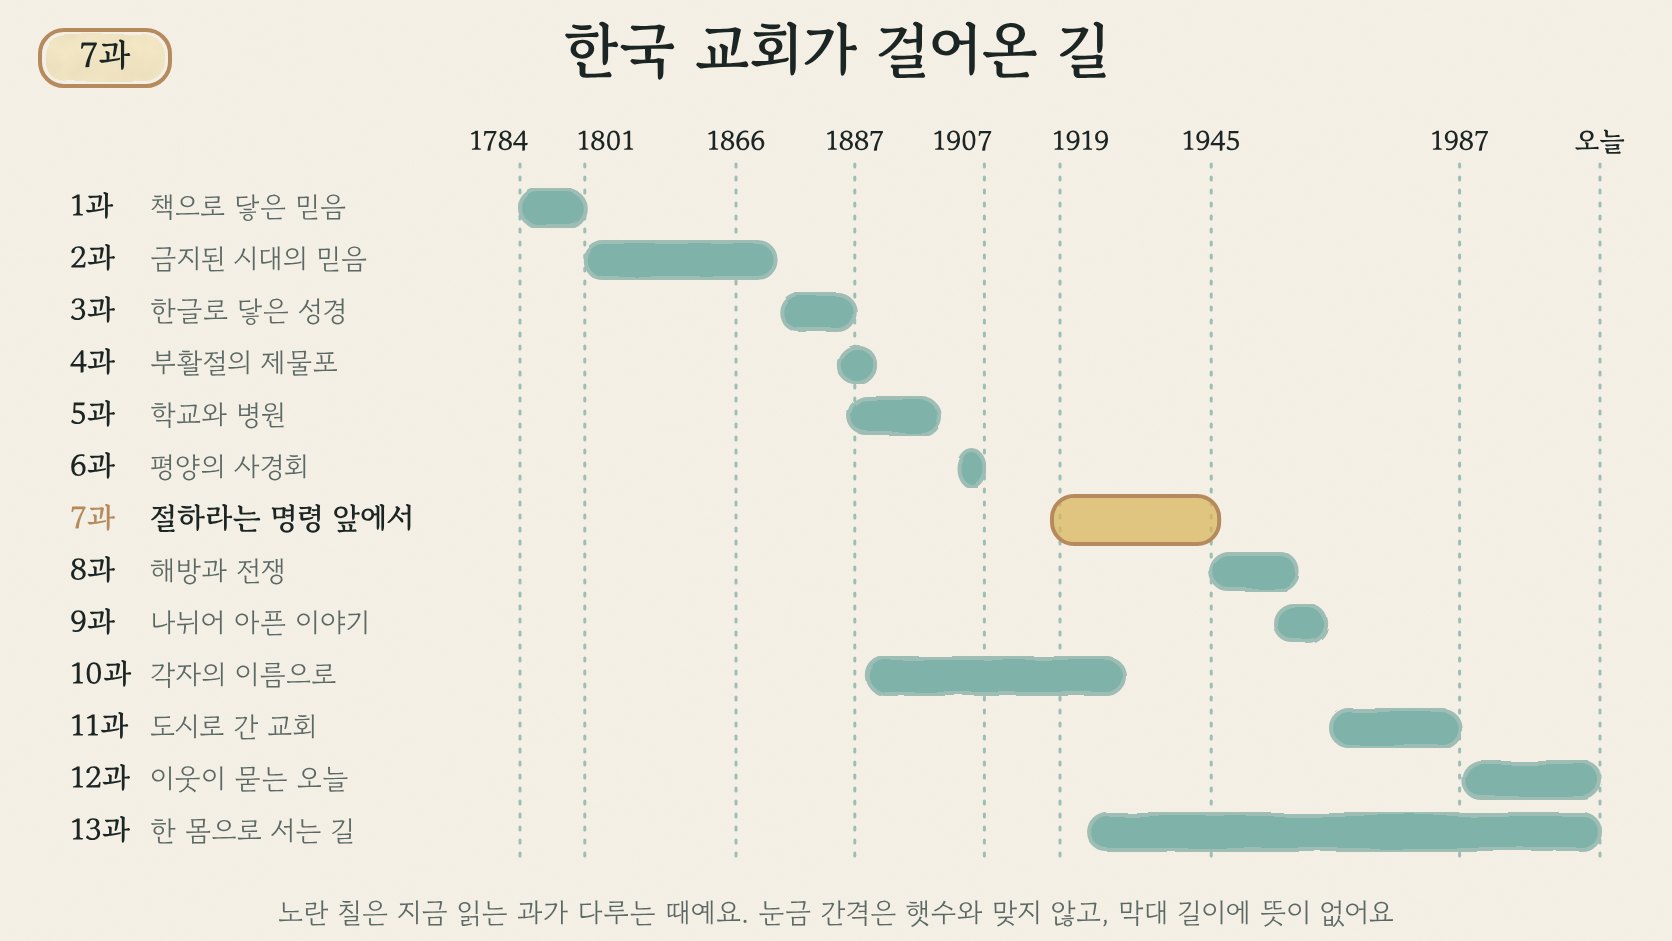 7과
한국 교회가 걸어온 길
1784 1801 1866 1887 1907 1919 1945 1987 오늘
1과 책으로 닿은 믿음
2과 금지된 시대의 믿음
3과 한글로 닿은 성경
4과 부활절의 제물포
5과 학교와 병원
6과 평양의 사경회
7과 절하라는 명령 앞에서
8과 해방과 전쟁
9과 나뉘어 아픈 이야기
10과 각자의 이름으로
11과 도시로 간 교회
12과 이웃이 묻는 오늘
13과 한 몸으로 서는 길
노란 칠은 지금 읽는 과가 다루는 때예요. 눈금 간격은 햇수와 맞지 않고, 막대 길이에 뜻이 없어요